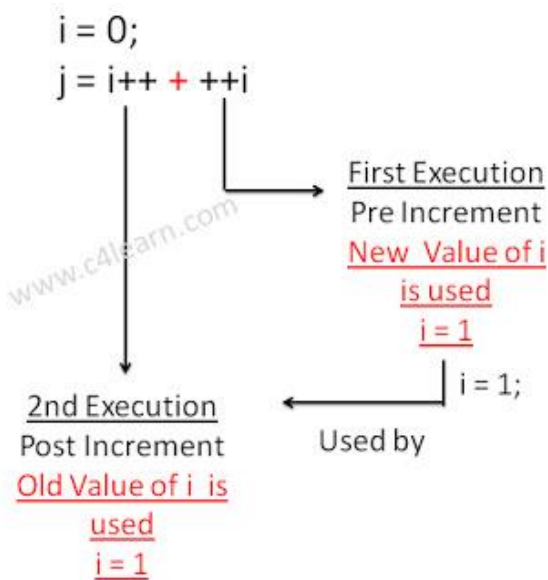 i = 0;
j = i++ + ++i
First Execution
Pre Increment
New Value of i
is used
i = 1
www.c4learn.com
i = 1;
Used by
2nd Execution
Post Increment
Old Value of i is
used
i = 1